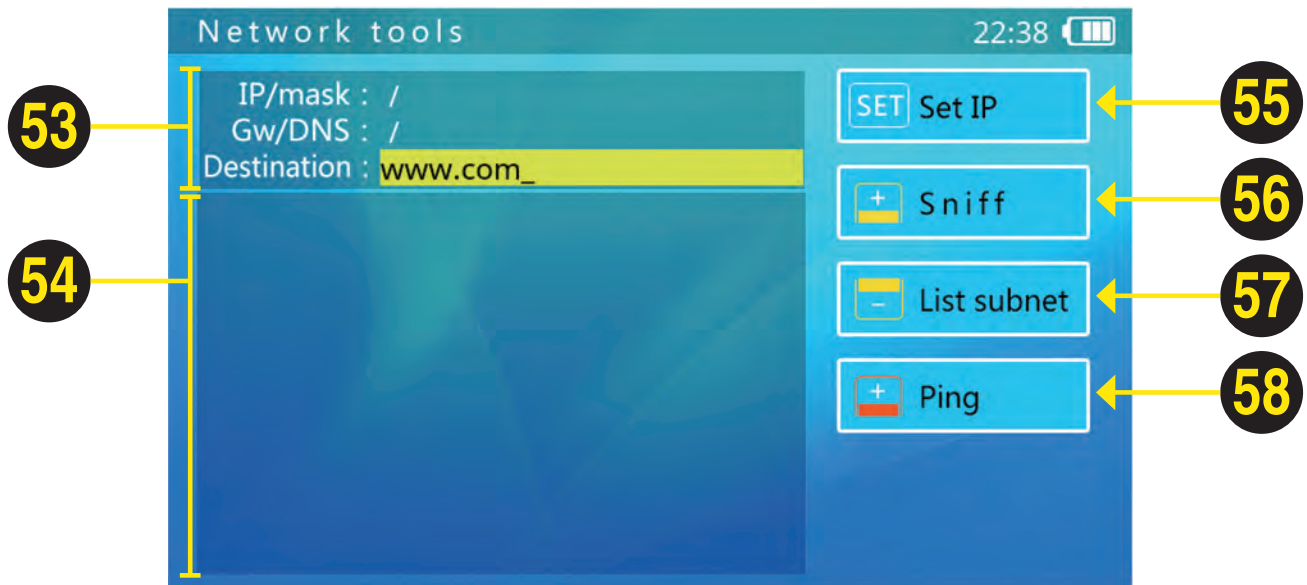 Network tools 22:38
53
IP/mask : /
Gw/DNS : /
Destination : www.com_
54
SET Set IP 55
+ Sniff 56
- List subnet 57
+ Ping 58